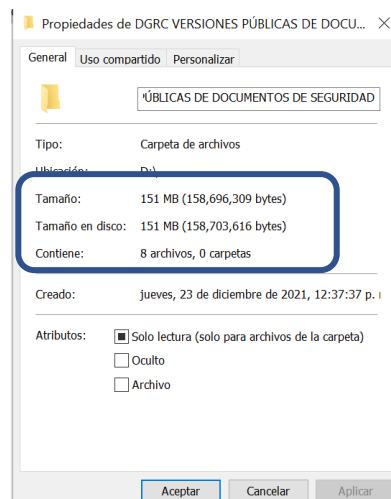 Propiedades de DGRC VERSIONES PÚBLICAS DE DOCU...
General Uso compartido Personalizar
ÚBLICAS DE DOCUMENTOS DE SEGURIDAD
Tipo: Carpeta de archivos
Ubicación: D:\
Tamaño: 151 MB (158,696,309 bytes)
Tamaño en disco: 151 MB (158,703,616 bytes)
Contiene: 8 archivos, 0 carpetas
Creado: jueves, 23 de diciembre de 2021, 12:37:37 p.
Atributos: Solo lectura (solo para archivos de la carpeta)
Oculto
Archivo
Aceptar Cancelar Aplicar